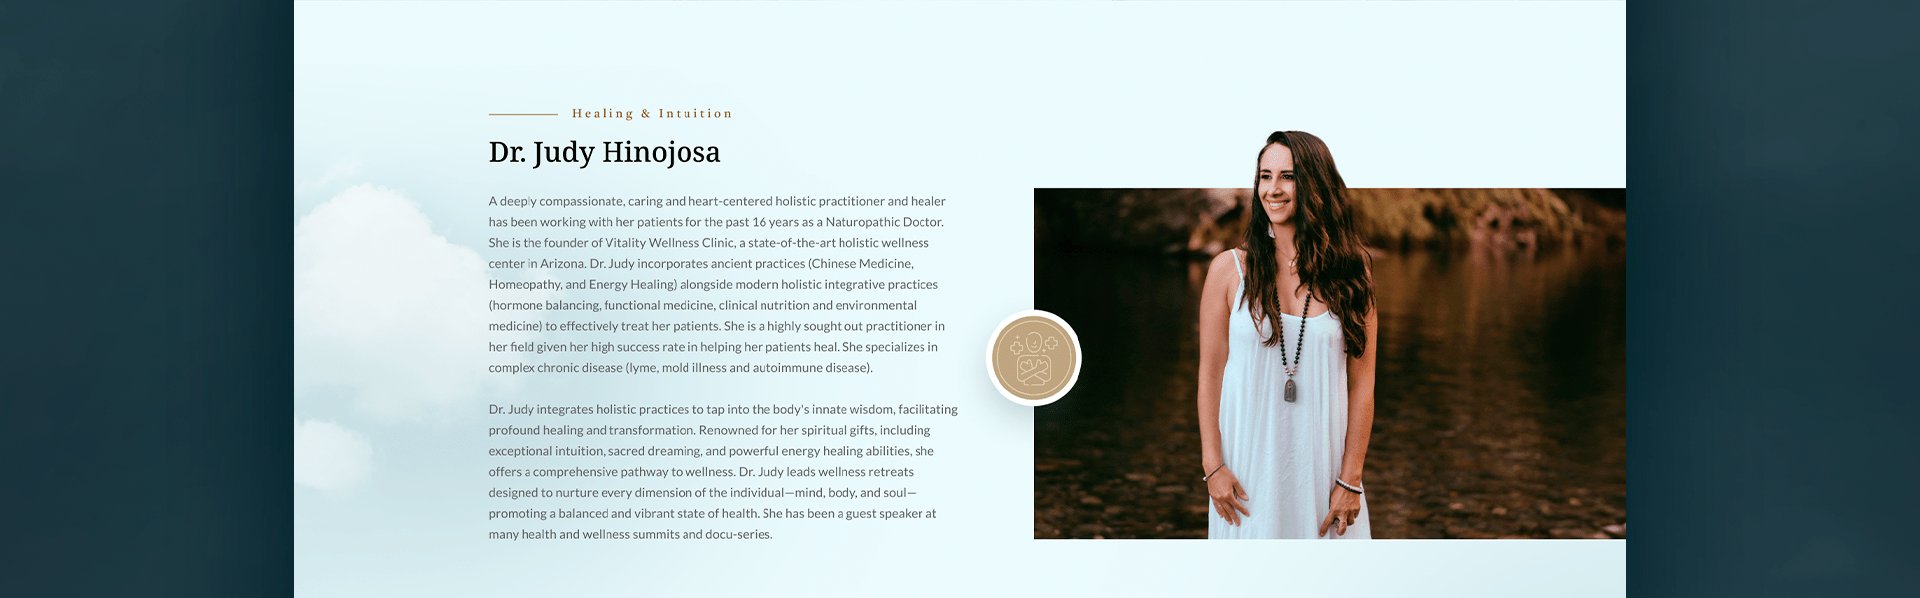 Healing & Intuition
Dr. Judy Hinojosa
A deeply compassionate, caring and heart-centered holistic practitioner and healer
has been working with her patients for the past 16 years as a Naturopathic Doctor.
She is the founder of Vitality Wellness Clinic, a state-of-the-art holistic wellness
center in Arizona. Dr. Judy incorporates ancient practices (Chinese Medicine,
Homeopathy, and Energy Healing) alongside modern holistic integrative practices
(hormone balancing, functional medicine, clinical nutrition and environmental
medicine) to effectively treat her patients. She is a highly sought out practitioner in
her field given her high success rate in helping her patients heal. She specializes in
complex chronic disease (lyme, mold illness and autoimmune disease).
Dr. Judy integrates holistic practices to tap into the body's innate wisdom, facilitating
profound healing and transformation. Renowned for her spiritual gifts, including
exceptional intuition, sacred dreaming, and powerful energy healing abilities, she
offers a comprehensive pathway to wellness. Dr. Judy leads wellness retreats
designed to nurture every dimension of the individual—mind, body, and soul—
promoting a balanced and vibrant state of health. She has been a guest speaker at
many health and wellness summits and docu-series.